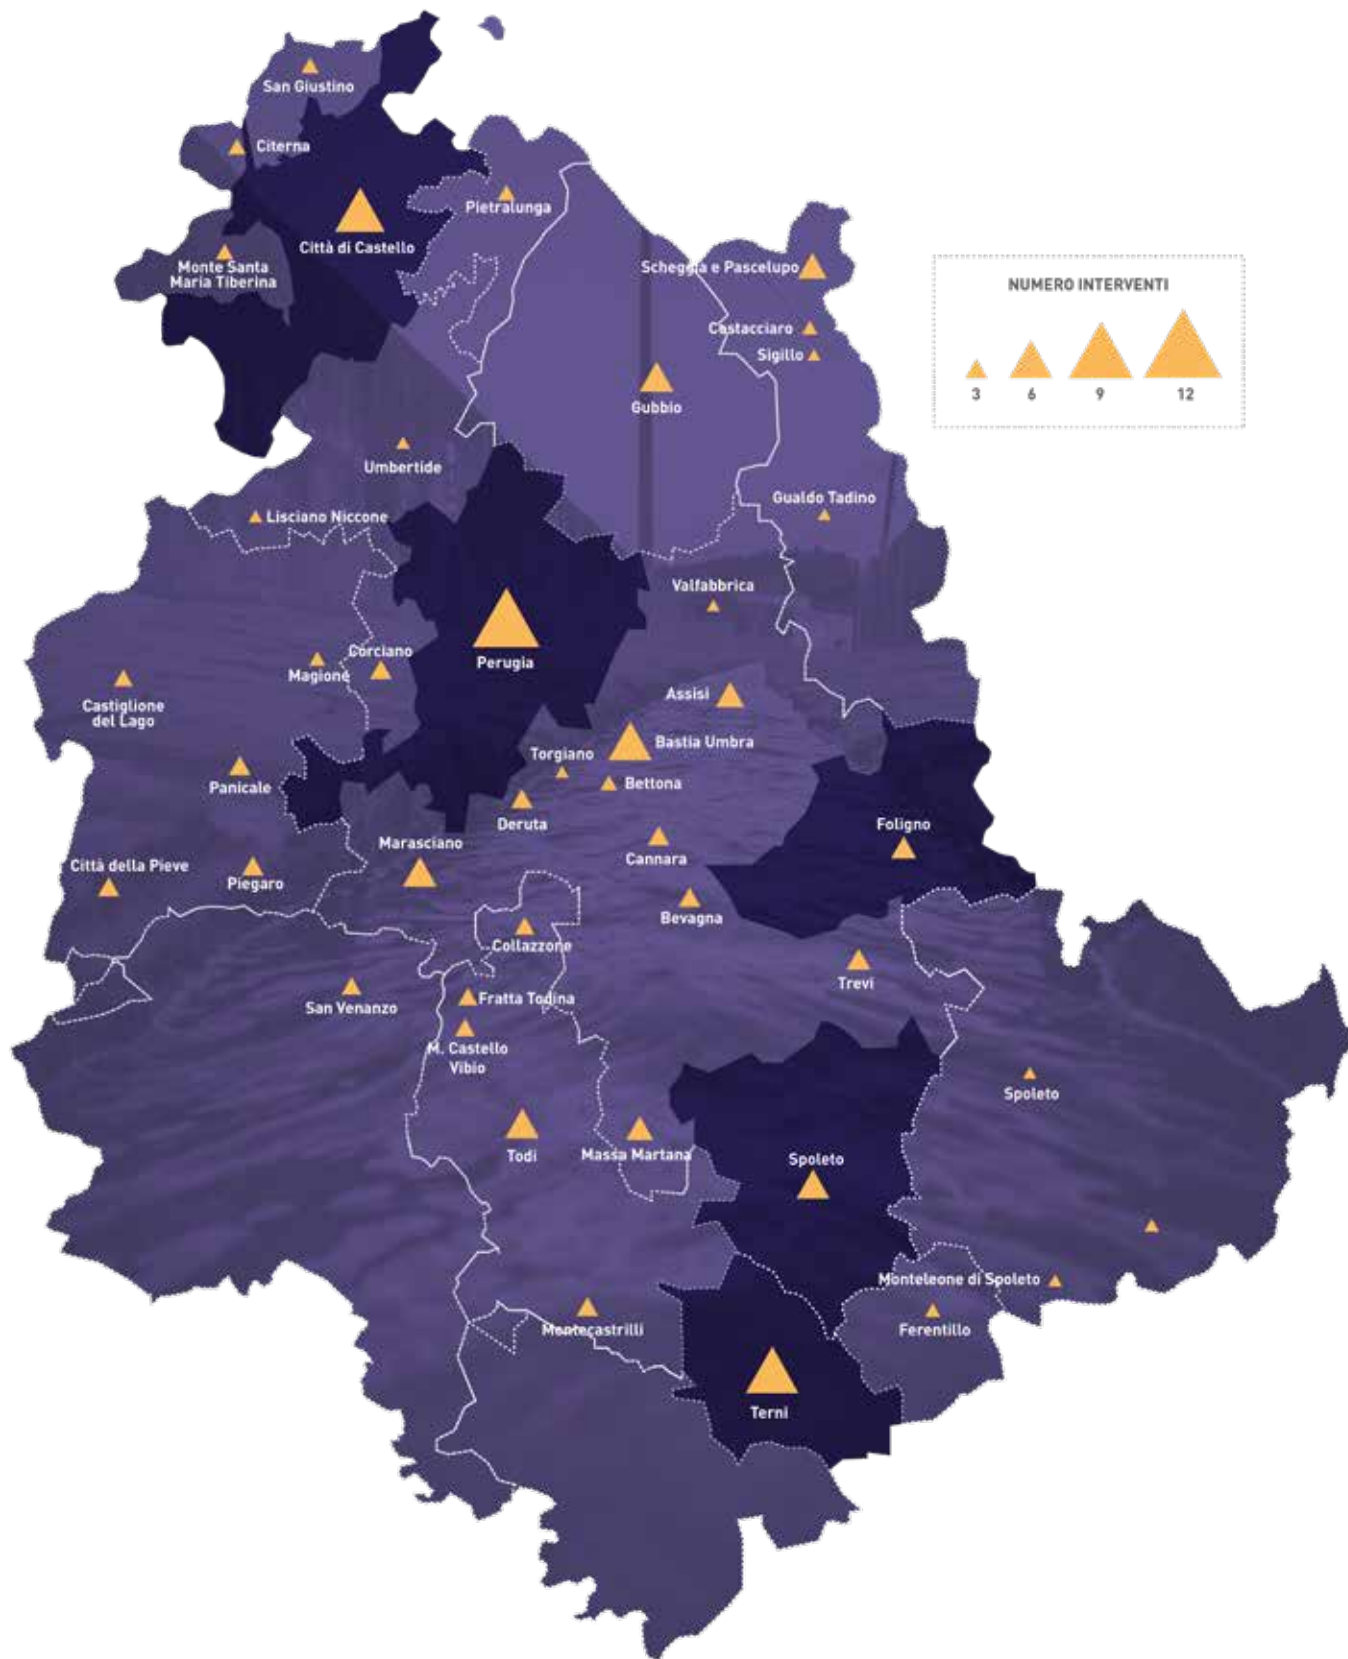 San Giustino
Citerna
Pietralunga
Città di Castello
Monte Santa
Maria Tiberina
Scheggia e Pascelupo
NUMERO INTERVENTI
3 6 9 12
Costacciaro
Sigillo
Gubbio
Umbertide
Gualdo Tadino
Lisciano Niccone
Valfabbrica
Corciano
Perugia
Magione
Assisi
Castiglione
del Lago
Bastia Umbra
Torgiano
Panicale
Bettona
Deruta
Foligno
Marasciano
Cannara
Città della Pieve
Piegaro
Bevagna
Collazzone
Trevi
Fratta Todina
San Venanzo
M. Castello
Vibio
Spoleto
Todi
Massa Martana
Spoleto
Monteleone di Spoleto
Montecastrilli
Ferentillo
Terni